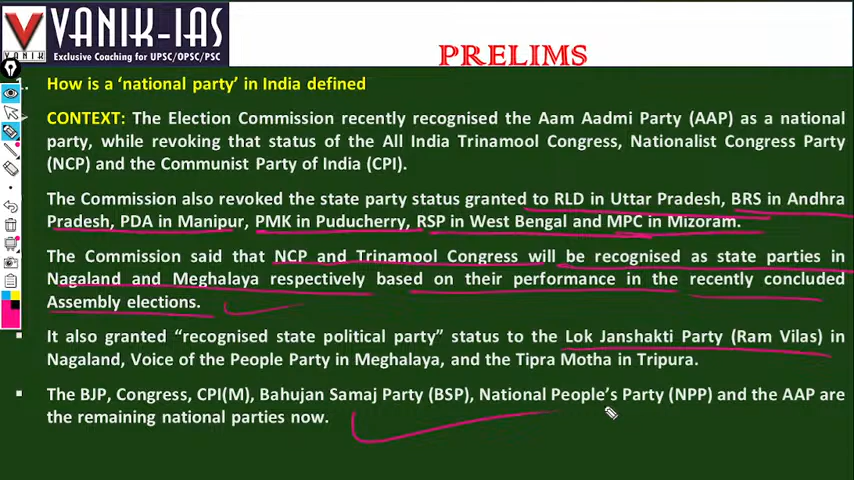 VANIK-IAS
VANIK
Exclusive Coaching for UPSC/OPSC/PSC
PRELIMS
1. How is a ‘national party’ in India defined
CONTEXT: The Election Commission recently recognised the Aam Aadmi Party (AAP) as a national
party, while revoking that status of the All India Trinamool Congress, Nationalist Congress Party
(NCP) and the Communist Party of India (CPI).
The Commission also revoked the state party status granted to RLD in Uttar Pradesh, BRS in Andhra
Pradesh, PDA in Manipur, PMK in Puducherry, RSP in West Bengal and MPC in Mizoram.
The Commission said that NCP and Trinamool Congress will be recognised as state parties in
Nagaland and Meghalaya respectively based on their performance in the recently concluded
Assembly elections.
It also granted “recognised state political party” status to the Lok Janshakti Party (Ram Vilas) in
Nagaland, Voice of the People Party in Meghalaya, and the Tipra Motha in Tripura.
The BJP, Congress, CPI(M), Bahujan Samaj Party (BSP), National People’s Party (NPP) and the AAP are
the remaining national parties now.